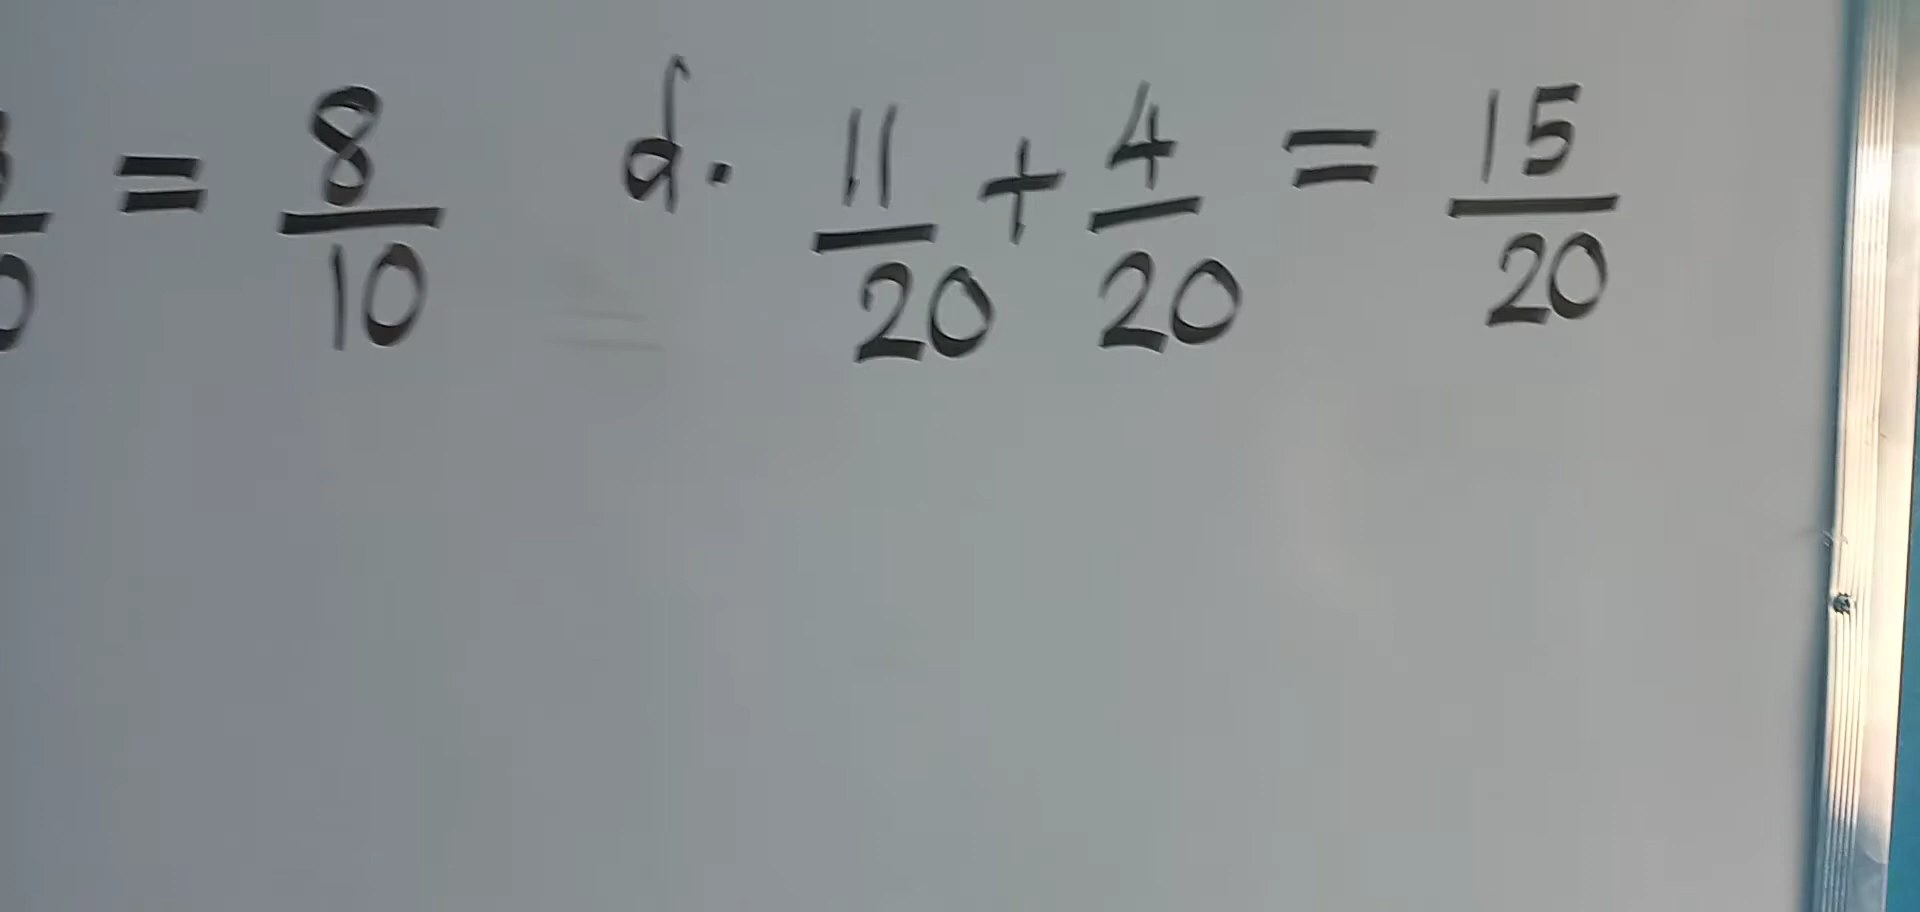 = 8/10 d. 11/20 + 4/20 = 15/20